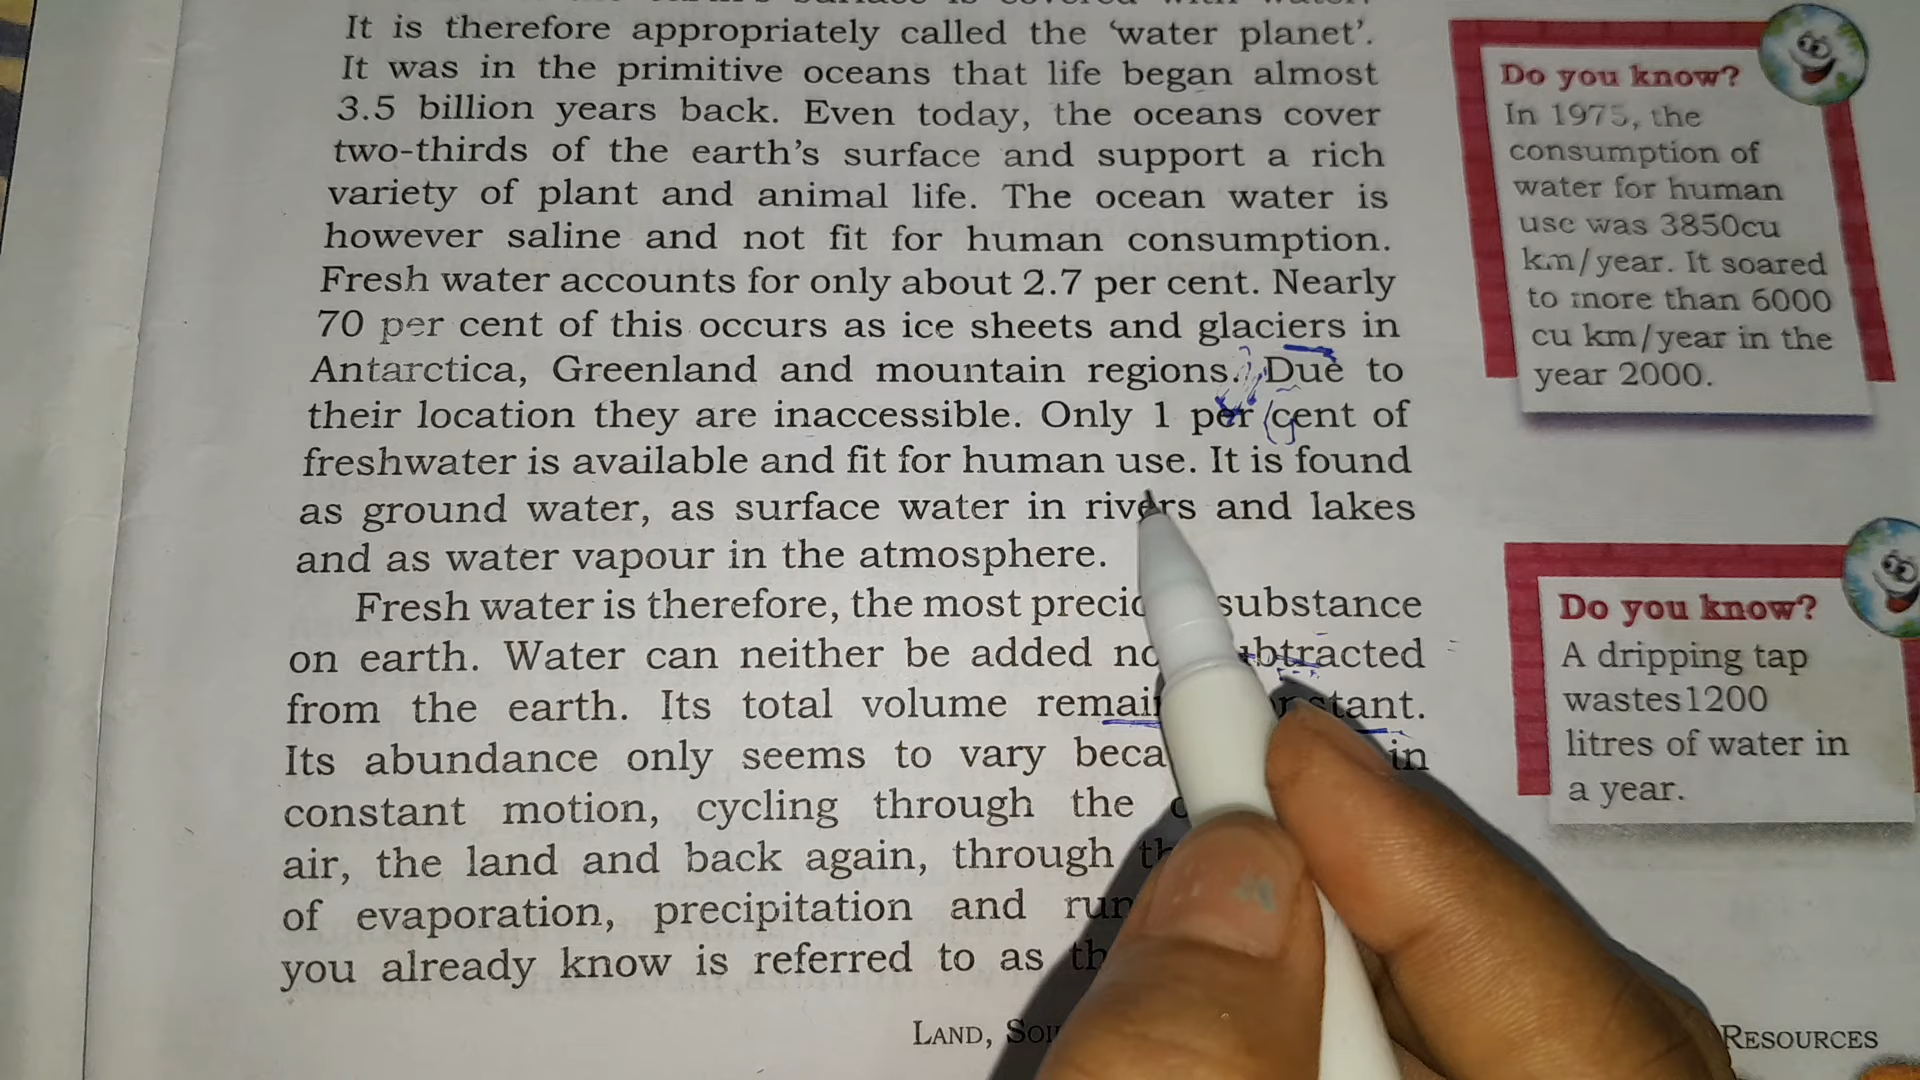 It is therefore appropriately called the ‘water planet’.
It was in the primitive oceans that life began almost
3.5 billion years back. Even today, the oceans cover
two-thirds of the earth’s surface and support a rich
variety of plant and animal life. The ocean water is
however saline and not fit for human consumption.
Fresh water accounts for only about 2.7 per cent. Nearly
70 per cent of this occurs as ice sheets and glaciers in
Antarctica, Greenland and mountain regions. Due to
their location they are inaccessible. Only 1 per cent of
freshwater is available and fit for human use. It is found
as ground water, as surface water in rivers and lakes
and as water vapour in the atmosphere.
Fresh water is therefore, the most substance
on earth. Water can neither be added
from the earth. Its total volume
Its abundance only seems to vary in
constant motion, cycling through the
air, the land and back again, through
of evaporation, precipitation and
you already know is referred to as
LAND, RESOURCES
Do you know?
In 1975, the
consumption of
water for human
use was 3850cu
km/year. It soared
to more than 6000
cu km/year in the
year 2000.
Do you know?
A dripping tap
wastes1200
litres of water in
a year.